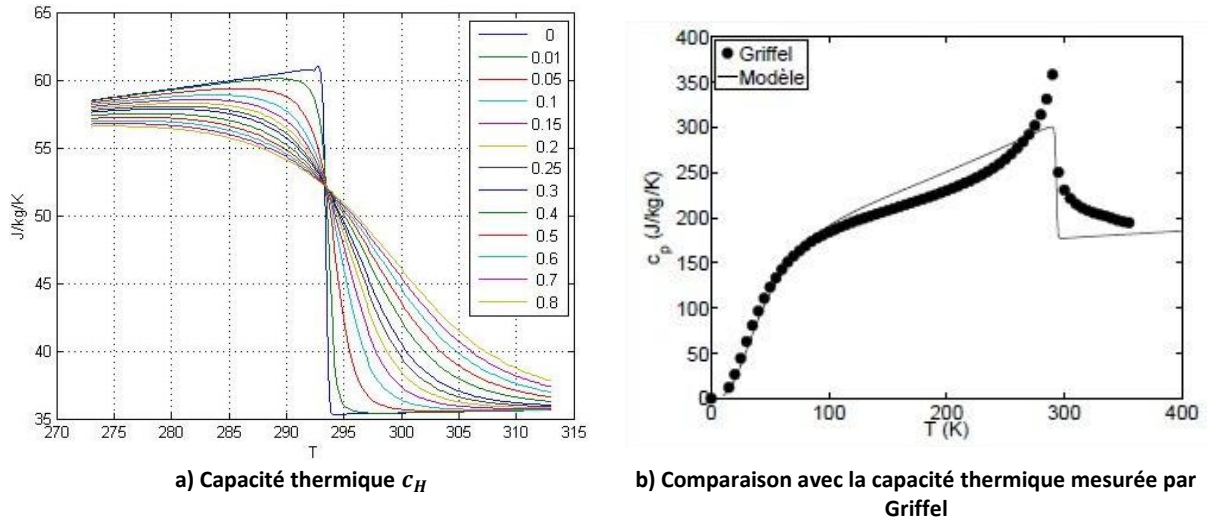 65
60
55
50
45
40
35
270 275 280 285 290 295 300 305 310 315
J/kg/K
T
0
0.01
0.05
0.1
0.15
0.2
0.25
0.3
0.4
0.5
0.6
0.7
0.8
a) Capacité thermique c_H
400
350
300
250
200
150
100
50
0
0 100 200 300 400
c_p (J/kg/K)
T (K)
Griffel
Modèle
b) Comparaison avec la capacité thermique mesurée par
Griffel